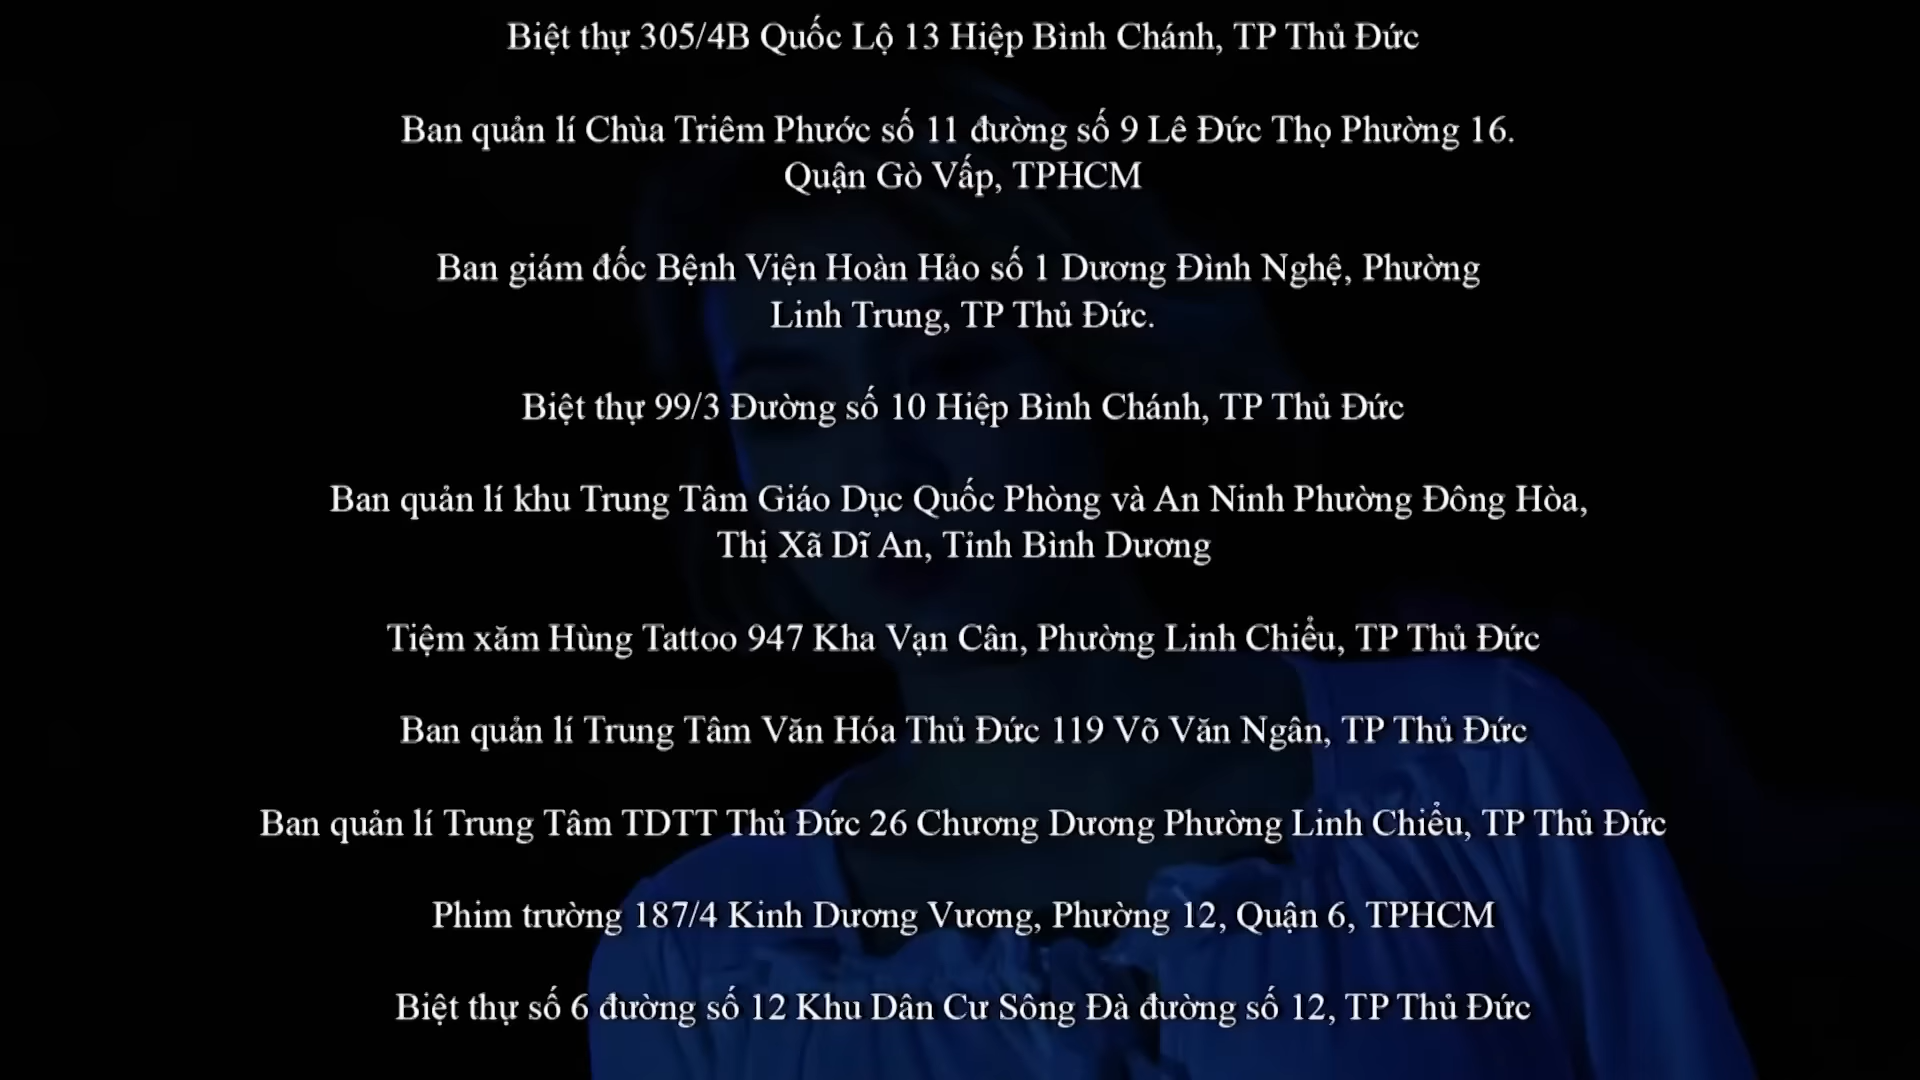 Biệt thự 305/4B Quốc Lộ 13 Hiệp Bình Chánh, TP Thủ Đức
Ban quản lí Chùa Triêm Phước số 11 đường số 9 Lê Đức Thọ Phường 16.
Quận Gò Vấp, TPHCM
Ban giám đốc Bệnh Viện Hoàn Hảo số 1 Dương Đình Nghệ, Phường
Linh Trung, TP Thủ Đức.
Biệt thự 99/3 Đường số 10 Hiệp Bình Chánh, TP Thủ Đức
Ban quản lí khu Trung Tâm Giáo Dục Quốc Phòng và An Ninh Phường Đông Hòa,
Thị Xã Dĩ An, Tỉnh Bình Dương
Tiệm xăm Hùng Tattoo 947 Kha Vạn Cân, Phường Linh Chiểu, TP Thủ Đức
Ban quản lí Trung Tâm Văn Hóa Thủ Đức 119 Võ Văn Ngân, TP Thủ Đức
Ban quản lí Trung Tâm TDTT Thủ Đức 26 Chương Dương Phường Linh Chiểu, TP Thủ Đức
Phim trường 187/4 Kinh Dương Vương, Phường 12, Quận 6, TPHCM
Biệt thự số 6 đường số 12 Khu Dân Cư Sông Đà đường số 12, TP Thủ Đức